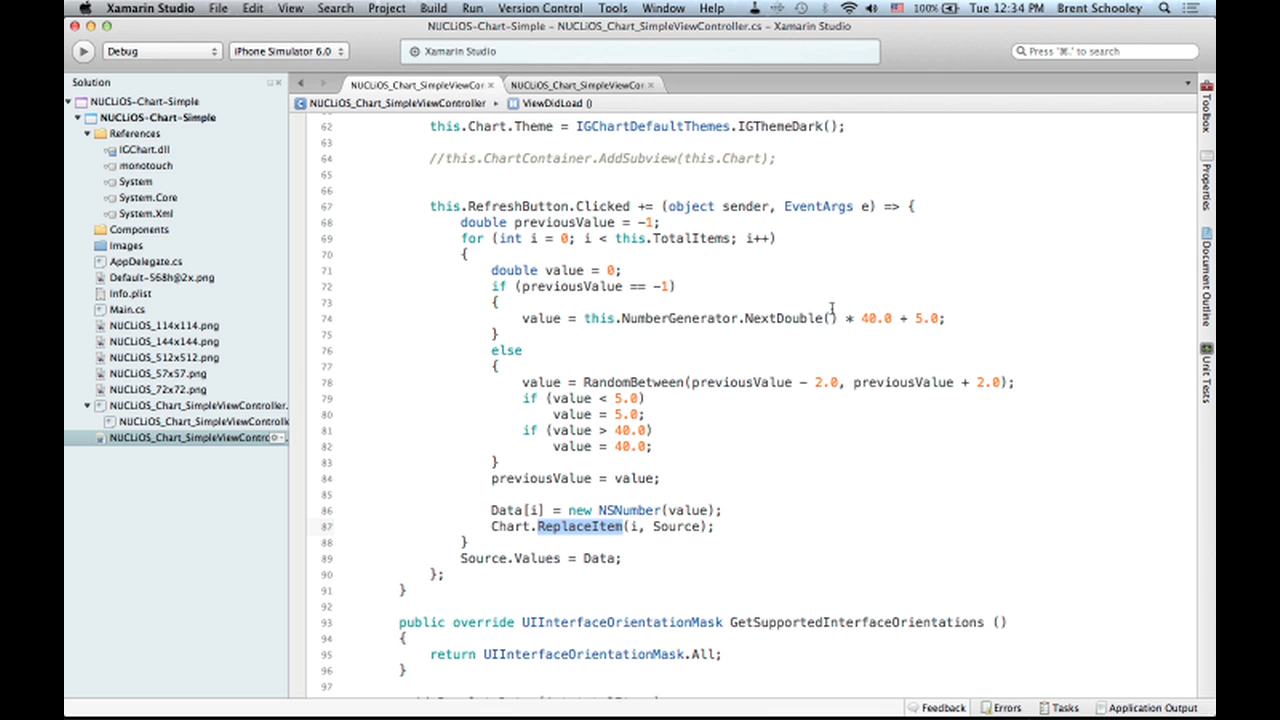 Xamarin Studio File Edit View Search Project Build Run Version Control Tools Window Help 100% Tue 12:34 PM Brent Schooley
NUCLiOS-Chart-Simple – NUCLiOS_Chart_SimpleViewController.cs – Xamarin Studio
Debug iPhone Simulator 6.0 Xamarin Studio Press '⌘.' to search
Solution
NUCLiOS-Chart-Simple
NUCLiOS-Chart-Simple
References
IGChart.dll
monotouch
System
System.Core
System.Xml
Components
Images
AppDelegate.cs
Default-568h@2x.png
Info.plist
Main.cs
NUCLiOS_114x114.png
NUCLiOS_144x144.png
NUCLiOS_512x512.png
NUCLiOS_57x57.png
NUCLiOS_72x72.png
NUCLiOS_Chart_SimpleViewController.
NUCLiOS_Chart_SimpleViewControll
NUCLiOS_Chart_SimpleViewContro
NUCLiOS_Chart_SimpleViewCor × NUCLiOS_Chart_SimpleViewCor ×
NUCLiOS_Chart_SimpleViewController ▸ ViewDidLoad ()
62 this.Chart.Theme = IGChartDefaultThemes.IGThemeDark();
63
64 //this.ChartContainer.AddSubview(this.Chart);
65
66
67 this.RefreshButton.Clicked += (object sender, EventArgs e) => {
68 double previousValue = -1;
69 for (int i = 0; i < this.TotalItems; i++)
70 {
71 double value = 0;
72 if (previousValue == -1)
73 {
74 value = this.NumberGenerator.NextDouble() * 40.0 + 5.0;
75 }
76 else
77 {
78 value = RandomBetween(previousValue - 2.0, previousValue + 2.0);
79 if (value < 5.0)
80 value = 5.0;
81 if (value > 40.0)
82 value = 40.0;
83 }
84 previousValue = value;
85
86 Data[i] = new NSNumber(value);
87 Chart.ReplaceItem(i, Source);
88 }
89 Source.Values = Data;
90 };
91 }
92
93 public override UIInterfaceOrientationMask GetSupportedInterfaceOrientations ()
94 {
95 return UIInterfaceOrientationMask.All;
96 }
97
Toolbox
Properties
Document Outline
Unit Tests
Feedback Errors Tasks Application Output